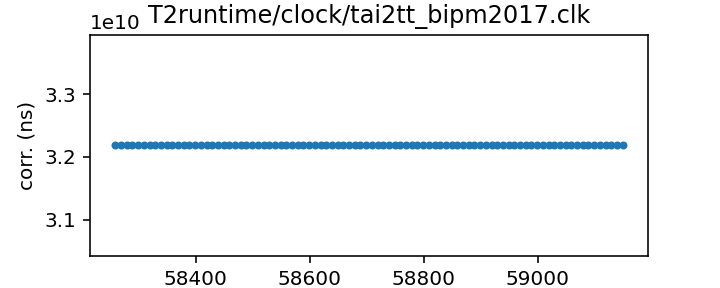 1e10 T2runtime/clock/tai2tt_bipm2017.clk
corr. (ns)
3.3
3.2
3.1
58400 58600 58800 59000